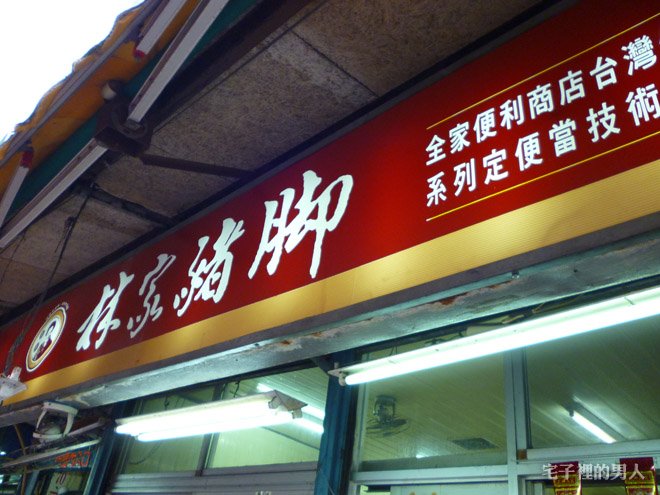 林家豬脚
全家便利商店台灣
系列定便當技術
宅子裡的男人